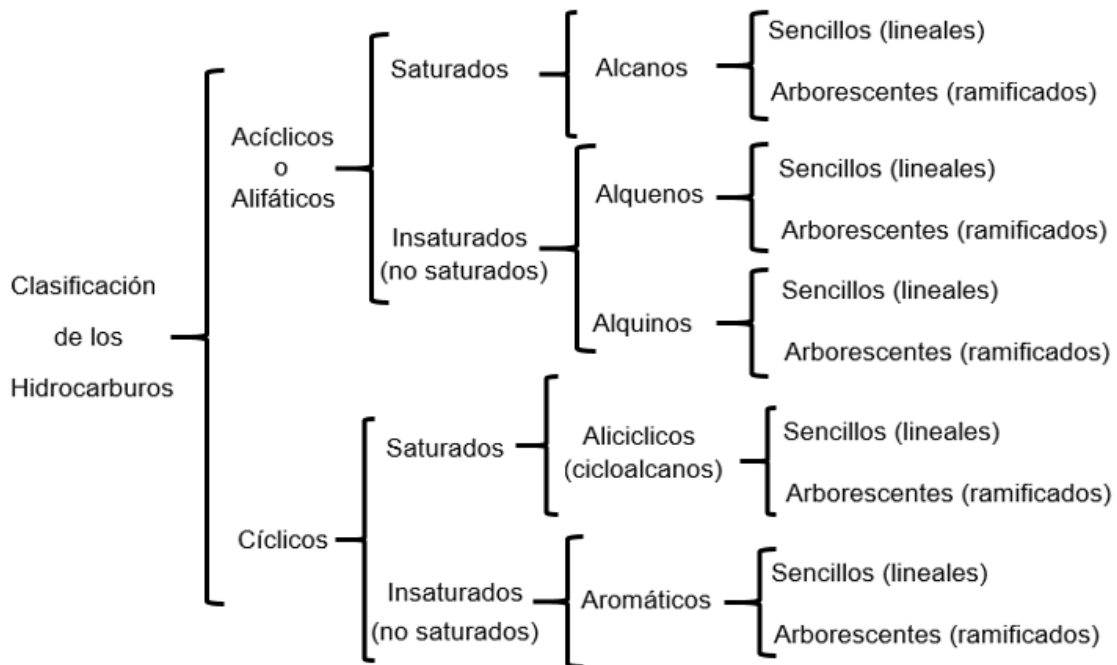 Clasificación
de los
Hidrocarburos
Acíclicos
o
Alifáticos
Saturados
Alcanos
Sencillos (lineales)
Arborescentes (ramificados)
Insaturados
(no saturados)
Alquenos
Sencillos (lineales)
Arborescentes (ramificados)
Alquinos
Sencillos (lineales)
Arborescentes (ramificados)
Cíclicos
Saturados
Aliciclicos
(cicloalcanos)
Sencillos (lineales)
Arborescentes (ramificados)
Insaturados
(no saturados)
Aromáticos
Sencillos (lineales)
Arborescentes (ramificados)